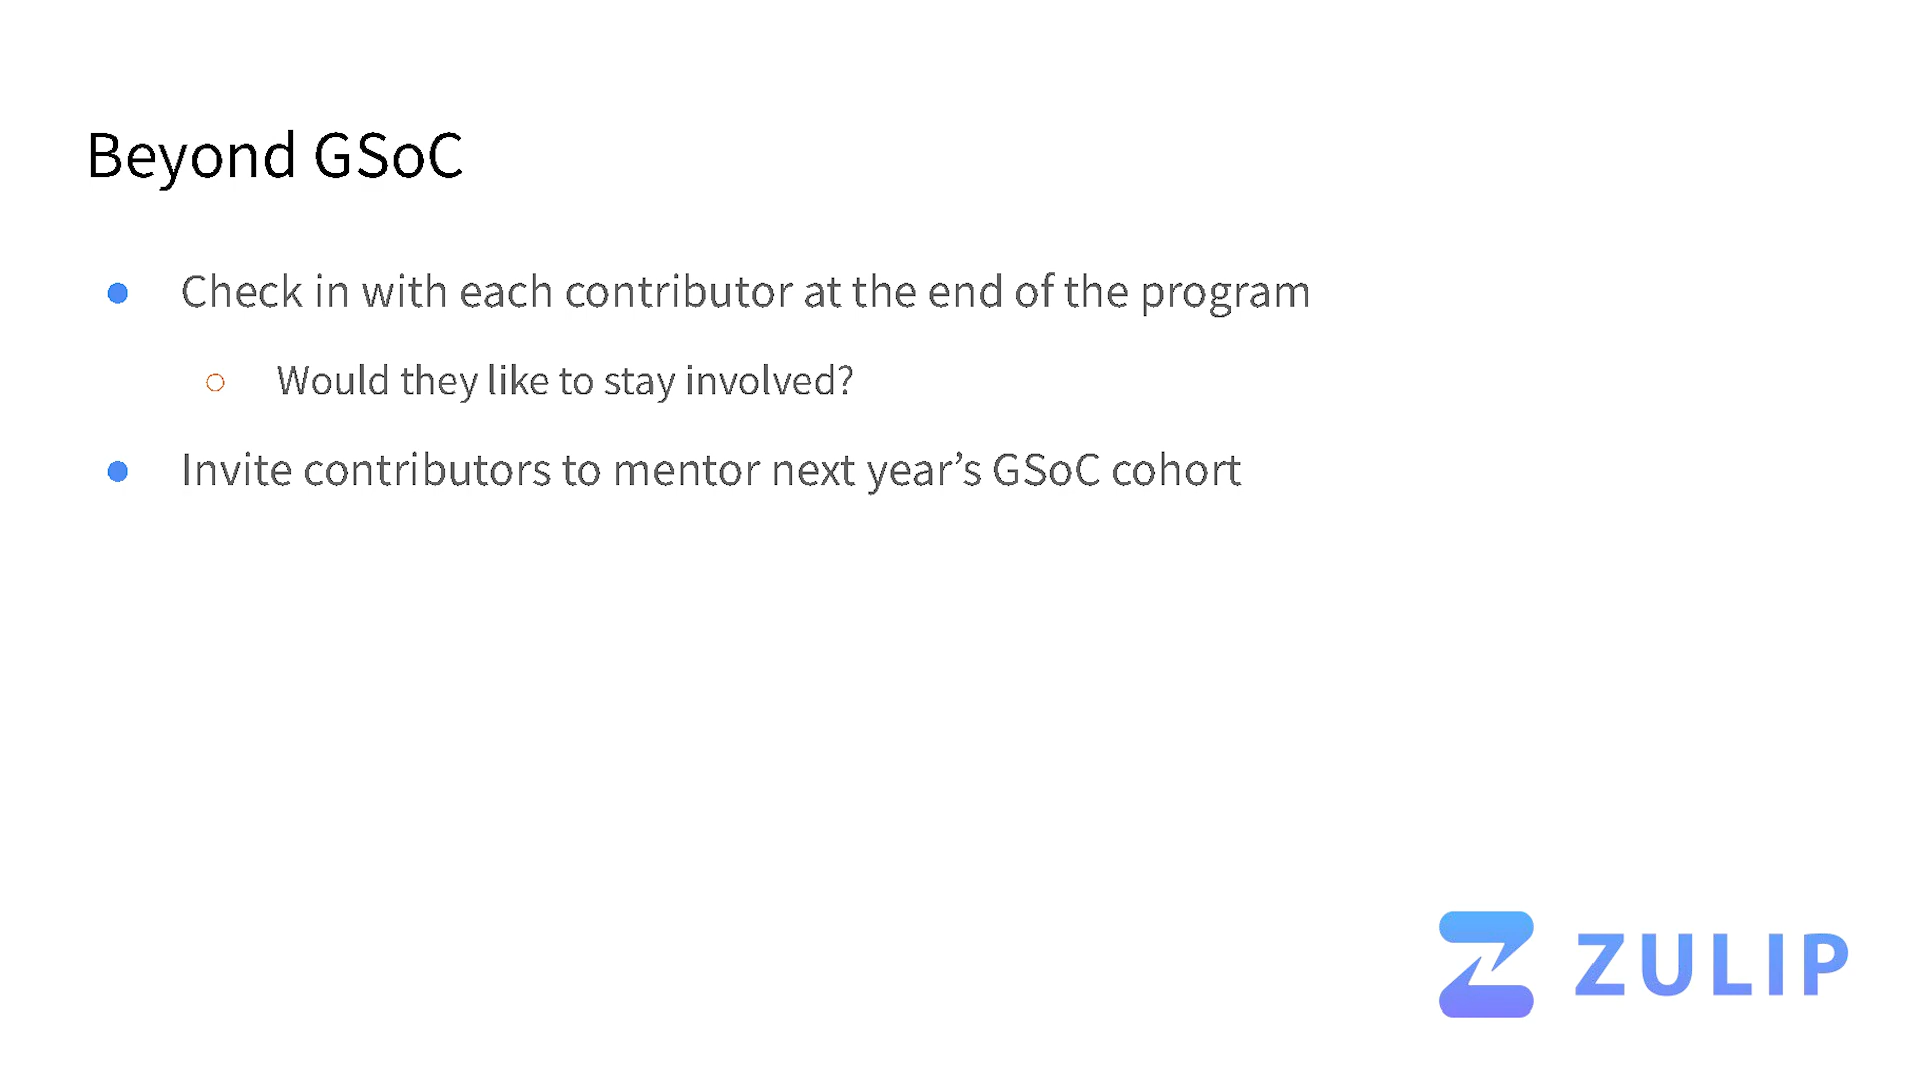 Beyond GSoC
● Check in with each contributor at the end of the program
○ Would they like to stay involved?
● Invite contributors to mentor next year’s GSoC cohort
ZULIP